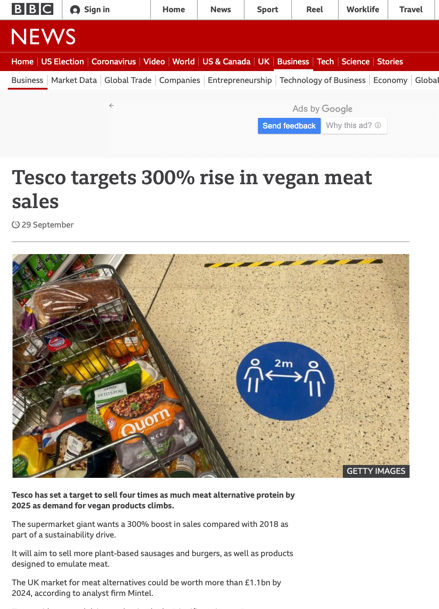 BBC Sign in Home News Sport Reel Worklife Travel
NEWS
Home US Election Coronavirus Video World US & Canada UK Business Tech Science Stories
Business Market Data Global Trade Companies Entrepreneurship Technology of Business Economy Global
Ads by Google
Send feedback Why this ad?
Tesco targets 300% rise in vegan meat
sales
29 September
2m
Quorn
GETTY IMAGES
Tesco has set a target to sell four times as much meat alternative protein by
2025 as demand for vegan products climbs.
The supermarket giant wants a 300% boost in sales compared with 2018 as
part of a sustainability drive.
It will aim to sell more plant-based sausages and burgers, as well as products
designed to emulate meat.
The UK market for meat alternatives could be worth more than £1.1bn by
2024, according to analyst firm Mintel.